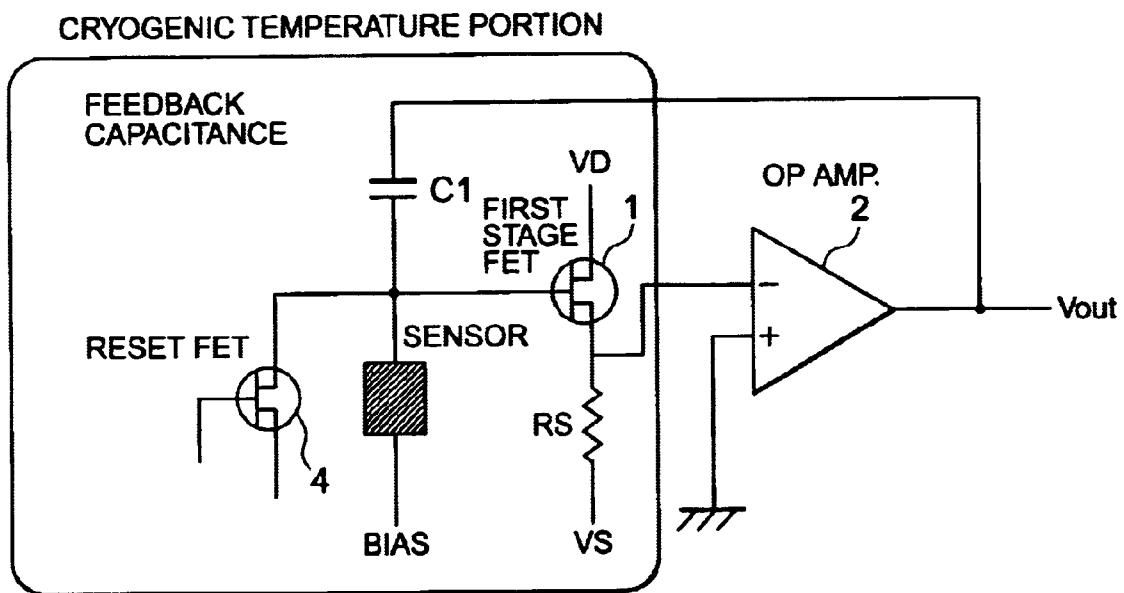 CRYOGENIC TEMPERATURE PORTION
FEEDBACK
CAPACITANCE
C1
VD
FIRST
STAGE
FET
1
OP AMP.
2
−
+
Vout
RESET FET
SENSOR
4
RS
BIAS
VS